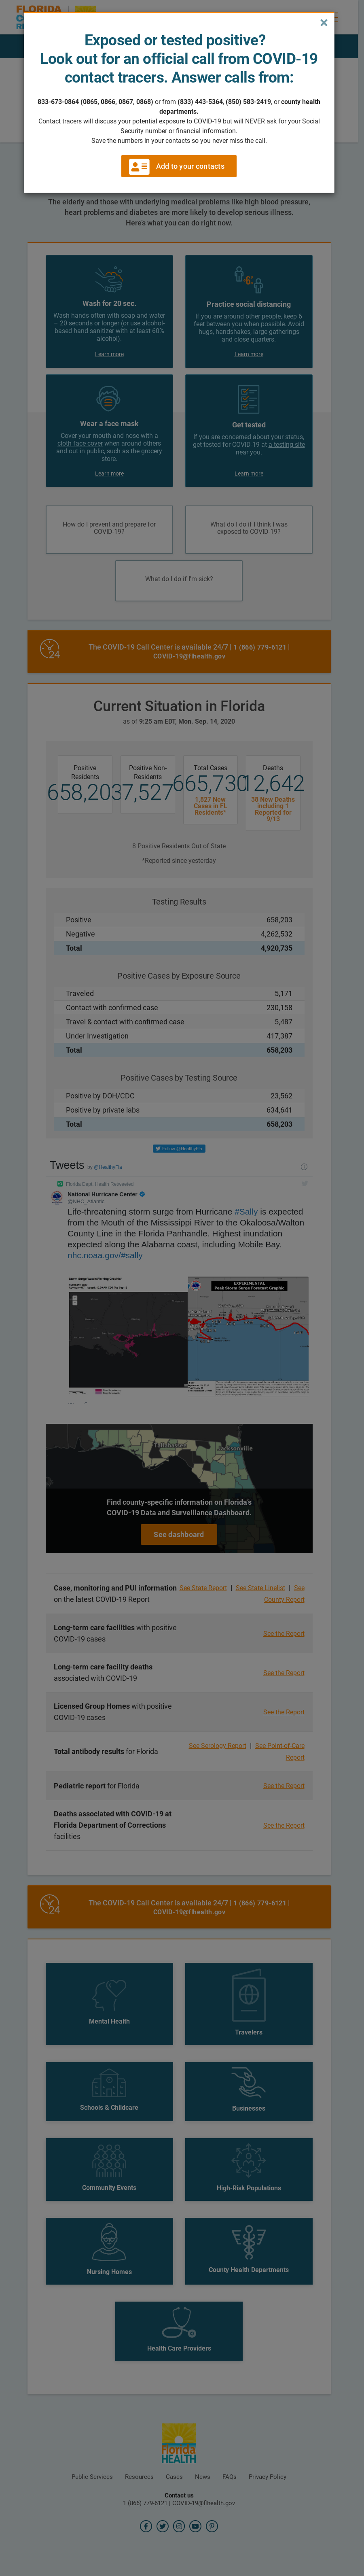 FLORIDA
Exposed or tested positive?
Look out for an official call from COVID-19
contact tracers. Answer calls from:
833-673-0864 (0865, 0866, 0867, 0868) or from (833) 443-5364, (850) 583-2419, or county health
departments.
Contact tracers will discuss your potential exposure to COVID-19 but will NEVER ask for your Social
Security number or financial information.
Save the numbers in your contacts so you never miss the call.
Add to your contacts
The elderly and those with underlying medical problems like high blood pressure,
heart problems and diabetes are more likely to develop serious illness.
Here's what you can do right now.
Wash for 20 sec.
Wash hands often with soap and water
– 20 seconds or longer (or use alcohol-
based hand sanitizer with at least 60%
alcohol).
Learn more
6'
Practice social distancing
If you are around other people, keep 6
feet between you when possible. Avoid
hugs, handshakes, large gatherings
and close quarters.
Learn more
Wear a face mask
Cover your mouth and nose with a
cloth face cover when around others
and out in public, such as the grocery
store.
Learn more
Get tested
If you are concerned about your status,
get tested for COVID-19 at a testing site
near you.
Learn more
How do I prevent and prepare for
COVID-19?
What do I do if I think I was
exposed to COVID-19?
What do I do if I'm sick?
24
The COVID-19 Call Center is available 24/7 | 1 (866) 779-6121 |
COVID-19@flhealth.gov
Current Situation in Florida
as of 9:25 am EDT, Mon. Sep. 14, 2020
Positive
Residents
658,203
Positive Non-
Residents
7,527
Total Cases
665,730
1,827 New
Cases in FL
Residents*
Deaths
12,642
38 New Deaths
including 1
Reported for
9/13
8 Positive Residents Out of State
*Reported since yesterday
Testing Results
Positive 658,203
Negative 4,262,532
Total 4,920,735
Positive Cases by Exposure Source
Traveled 5,171
Contact with confirmed case 230,158
Travel & contact with confirmed case 5,487
Under Investigation 417,387
Total 658,203
Positive Cases by Testing Source
Positive by DOH/CDC 23,562
Positive by private labs 634,641
Total 658,203
Follow @HealthyFla
Tweets by @HealthyFla
Florida Dept. Health Retweeted
National Hurricane Center
@NHC_Atlantic
Life-threatening storm surge from Hurricane #Sally is expected
from the Mouth of the Mississippi River to the Okaloosa/Walton
County Line in the Florida Panhandle. Highest inundation
expected along the Alabama coast, including Mobile Bay.
nhc.noaa.gov/#sally
Storm Surge Watch/Warning Graphic
EXPERIMENTAL
Peak Storm Surge Forecast Graphic
Tallahassee
Jacksonville
Find county-specific information on Florida's
COVID-19 Data and Surveillance Dashboard.
See dashboard
Case, monitoring and PUI information
on the latest COVID-19 Report
See State Report | See State Linelist | See
County Report
Long-term care facilities with positive
COVID-19 cases
See the Report
Long-term care facility deaths
associated with COVID-19
See the Report
Licensed Group Homes with positive
COVID-19 cases
See the Report
Total antibody results for Florida
See Serology Report | See Point-of-Care
Report
Pediatric report for Florida
See the Report
Deaths associated with COVID-19 at
Florida Department of Corrections
facilities
See the Report
24
The COVID-19 Call Center is available 24/7 | 1 (866) 779-6121 |
COVID-19@flhealth.gov
Mental Health
Travelers
Schools & Childcare
Businesses
Community Events
High-Risk Populations
Nursing Homes
County Health Departments
Health Care Providers
Florida
HEALTH
Public Services Resources Cases News FAQs Privacy Policy
Contact us
1 (866) 779-6121 | COVID-19@flhealth.gov